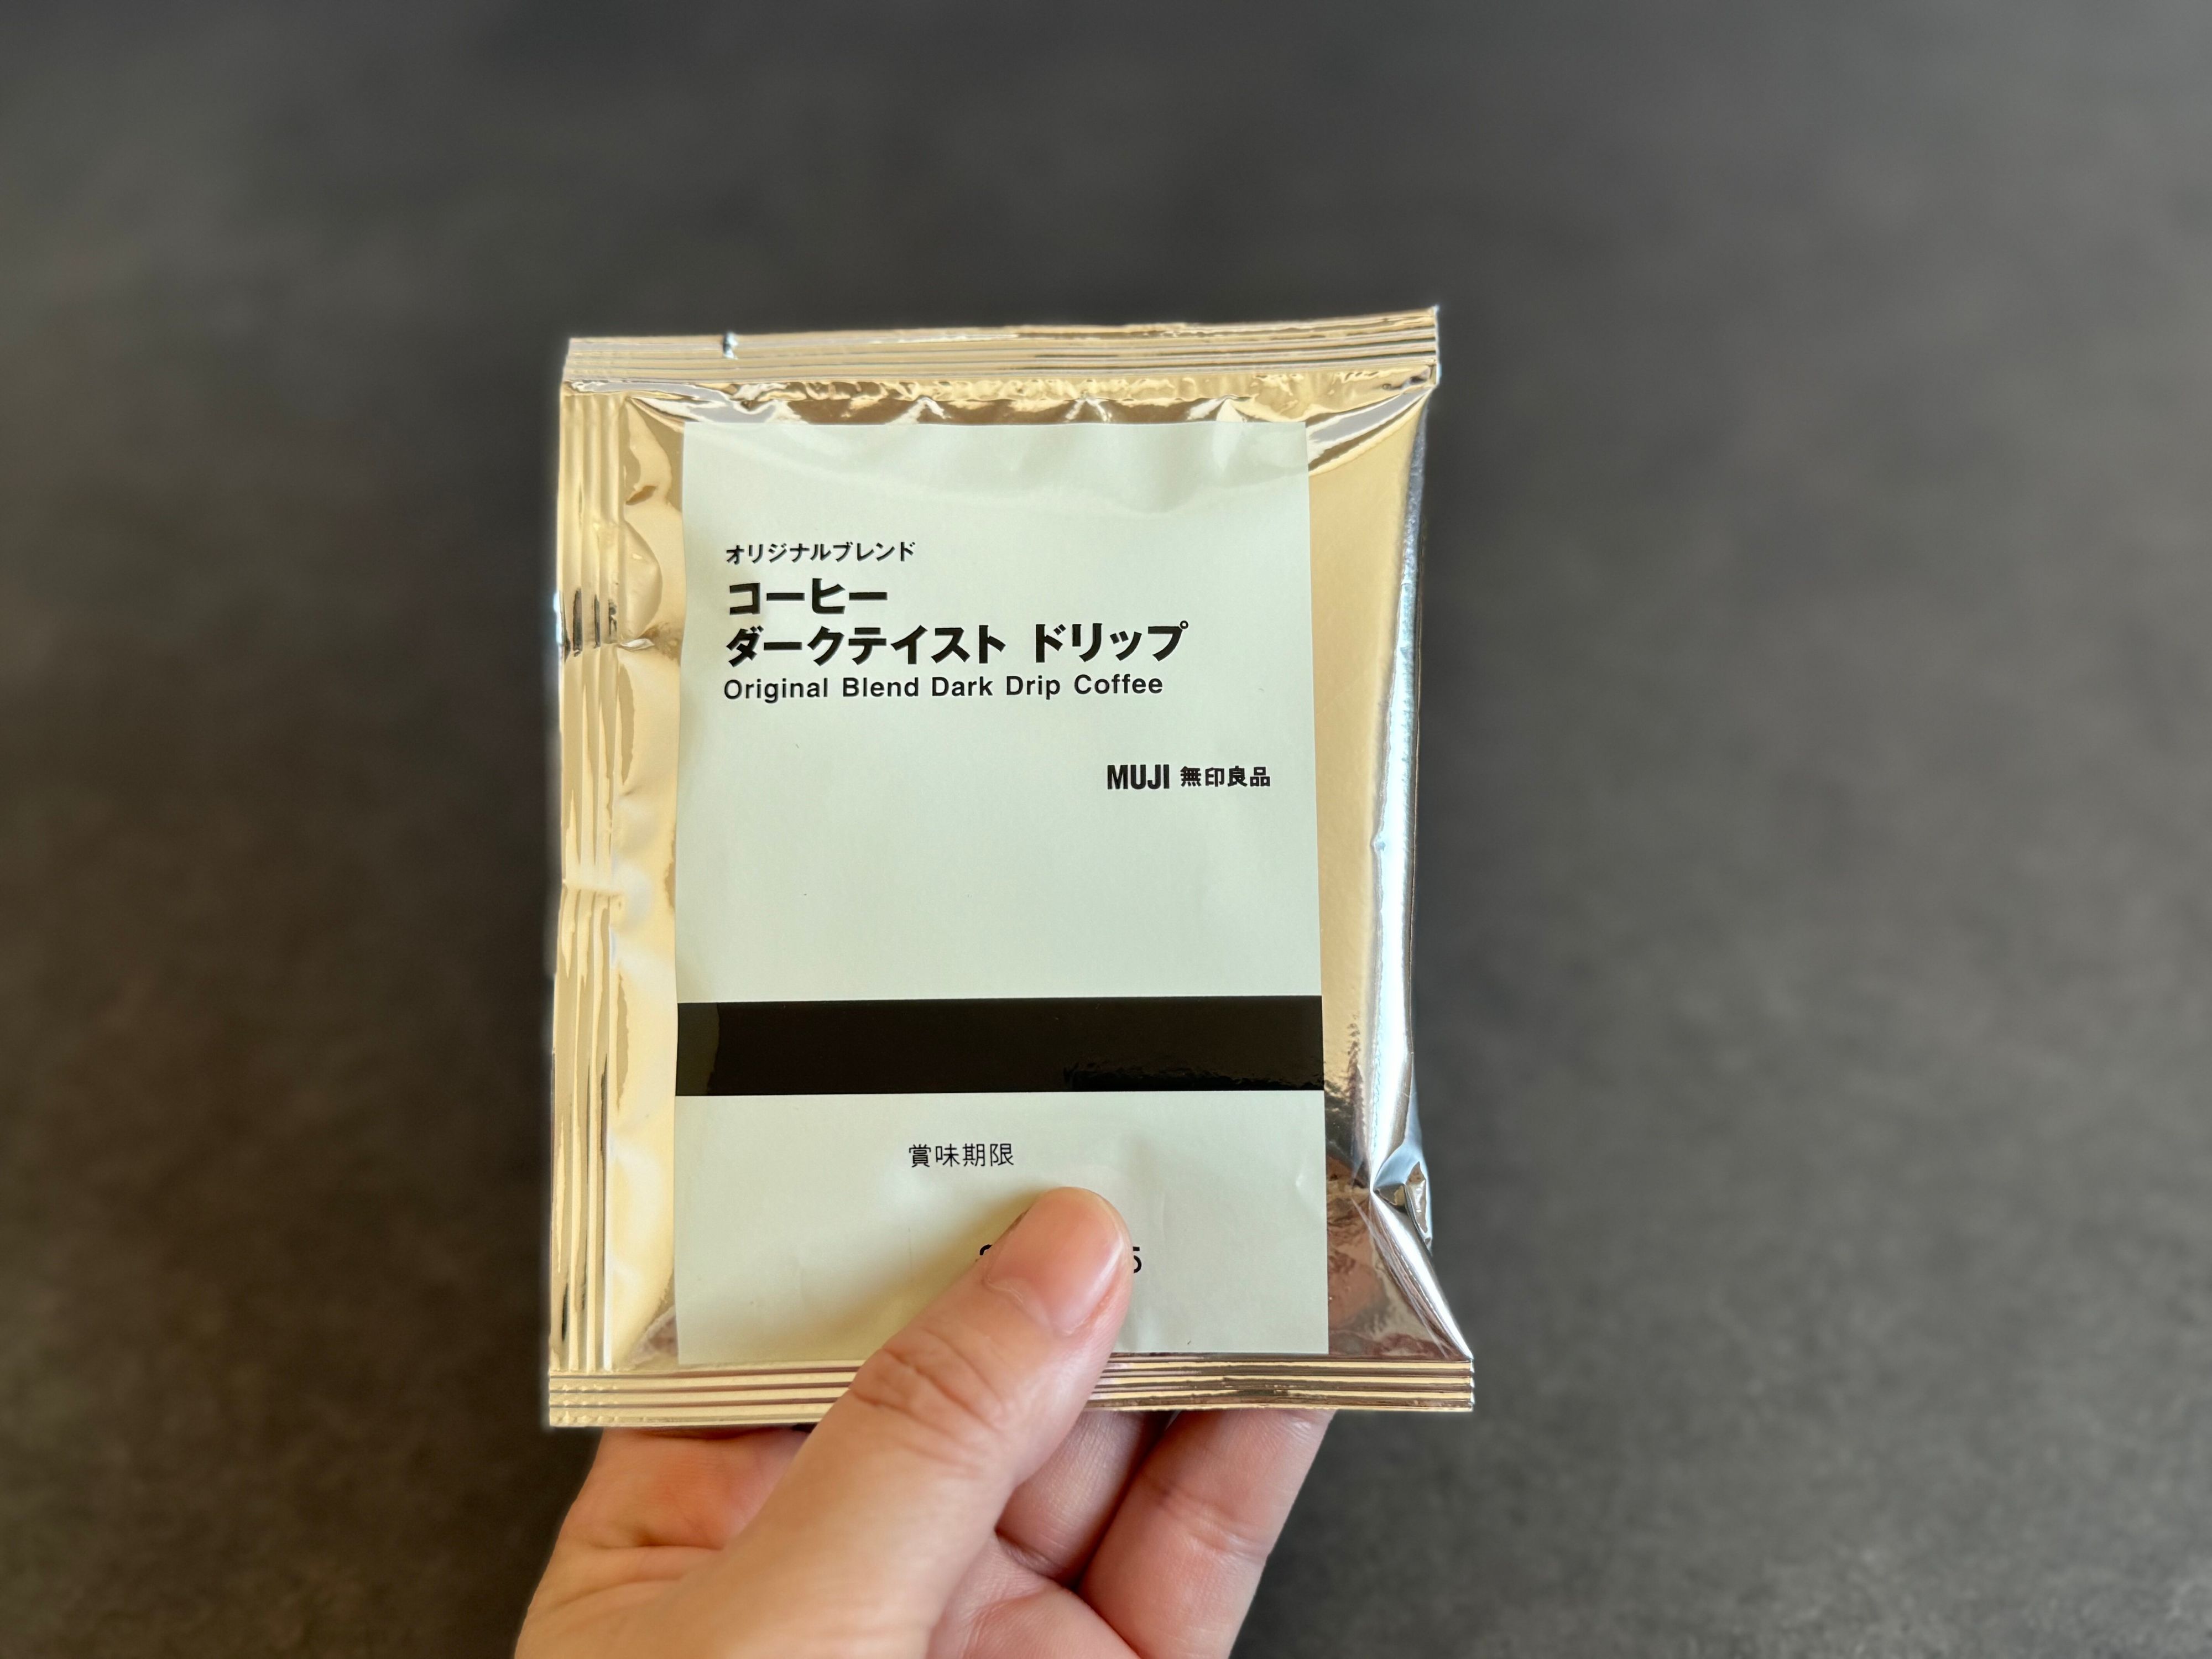 オリジナルブレンド
コーヒー
ダークテイスト ドリップ
Original Blend Dark Drip Coffee
MUJI 無印良品
賞味期限